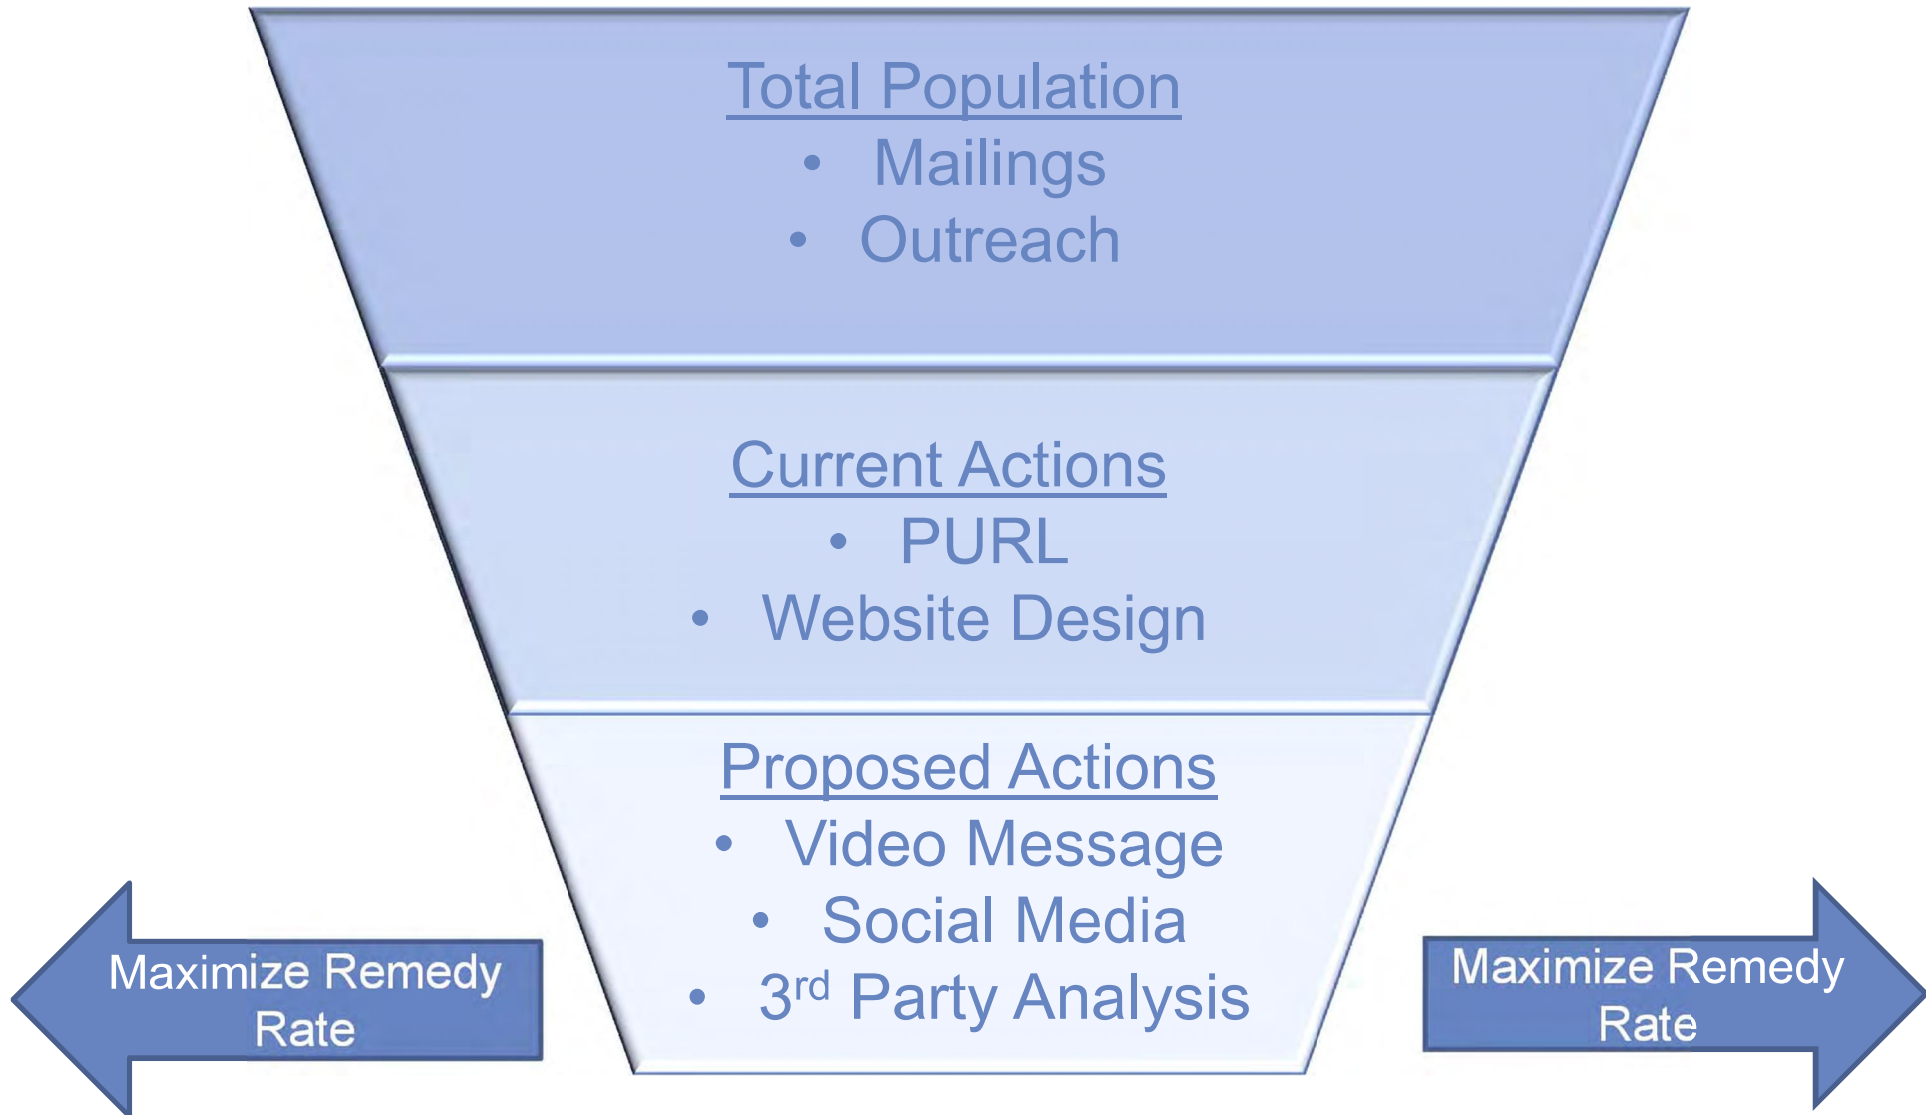 Total Population
• Mailings
• Outreach
Current Actions
• PURL
• Website Design
Proposed Actions
• Video Message
• Social Media
• 3rd Party Analysis
Maximize Remedy
Rate
Maximize Remedy
Rate